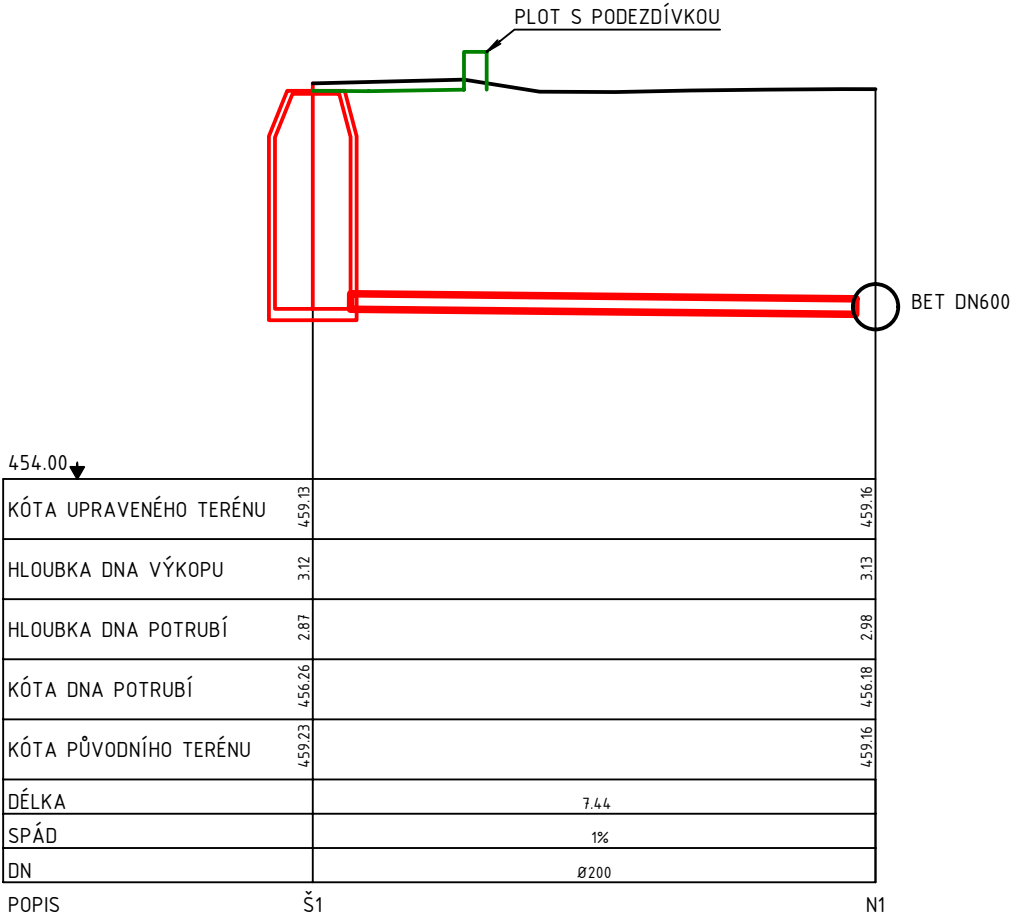 PLOT S PODEZDÍVKOU
BET DN600
454.00
KÓTA UPRAVENÉHO TERÉNU 459.13 459.16
HLOUBKA DNA VÝKOPU 3.12 3.13
HLOUBKA DNA POTRUBÍ 2.87 2.98
KÓTA DNA POTRUBÍ 456.26 456.18
KÓTA PŮVODNÍHO TERÉNU 459.23 459.16
DÉLKA 7.44
SPÁD 1%
DN Ø200
POPIS Š1 N1